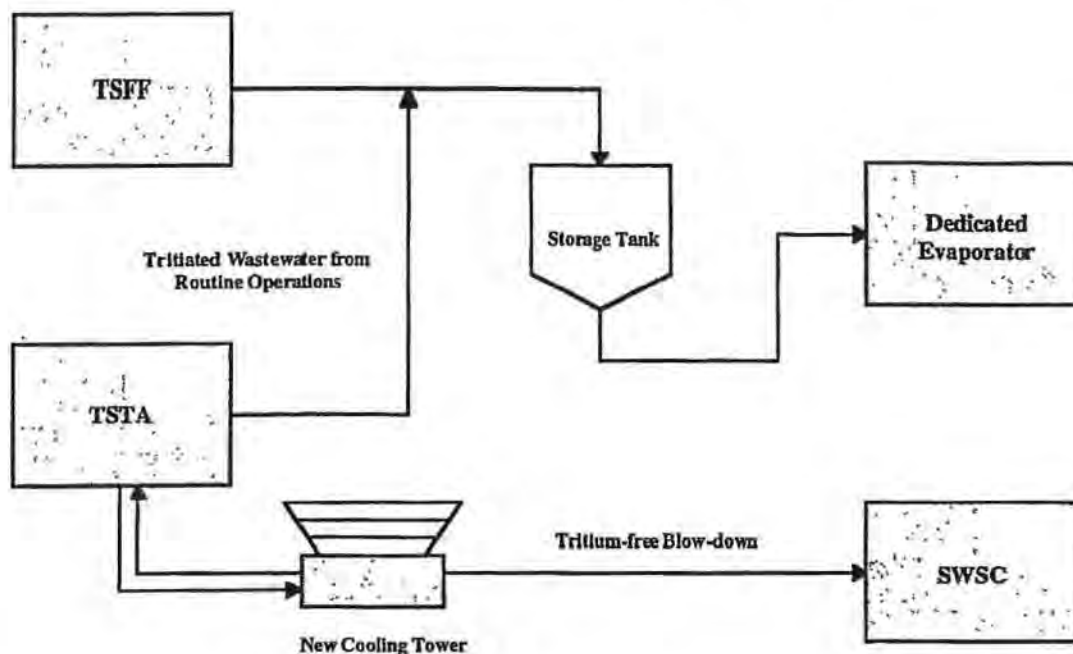 TSFF
Storage Tank
Dedicated
Evaporator
Tritiated Wastewater from
Routine Operations
TSTA
Tritium-free Blow-down
SWSC
New Cooling Tower